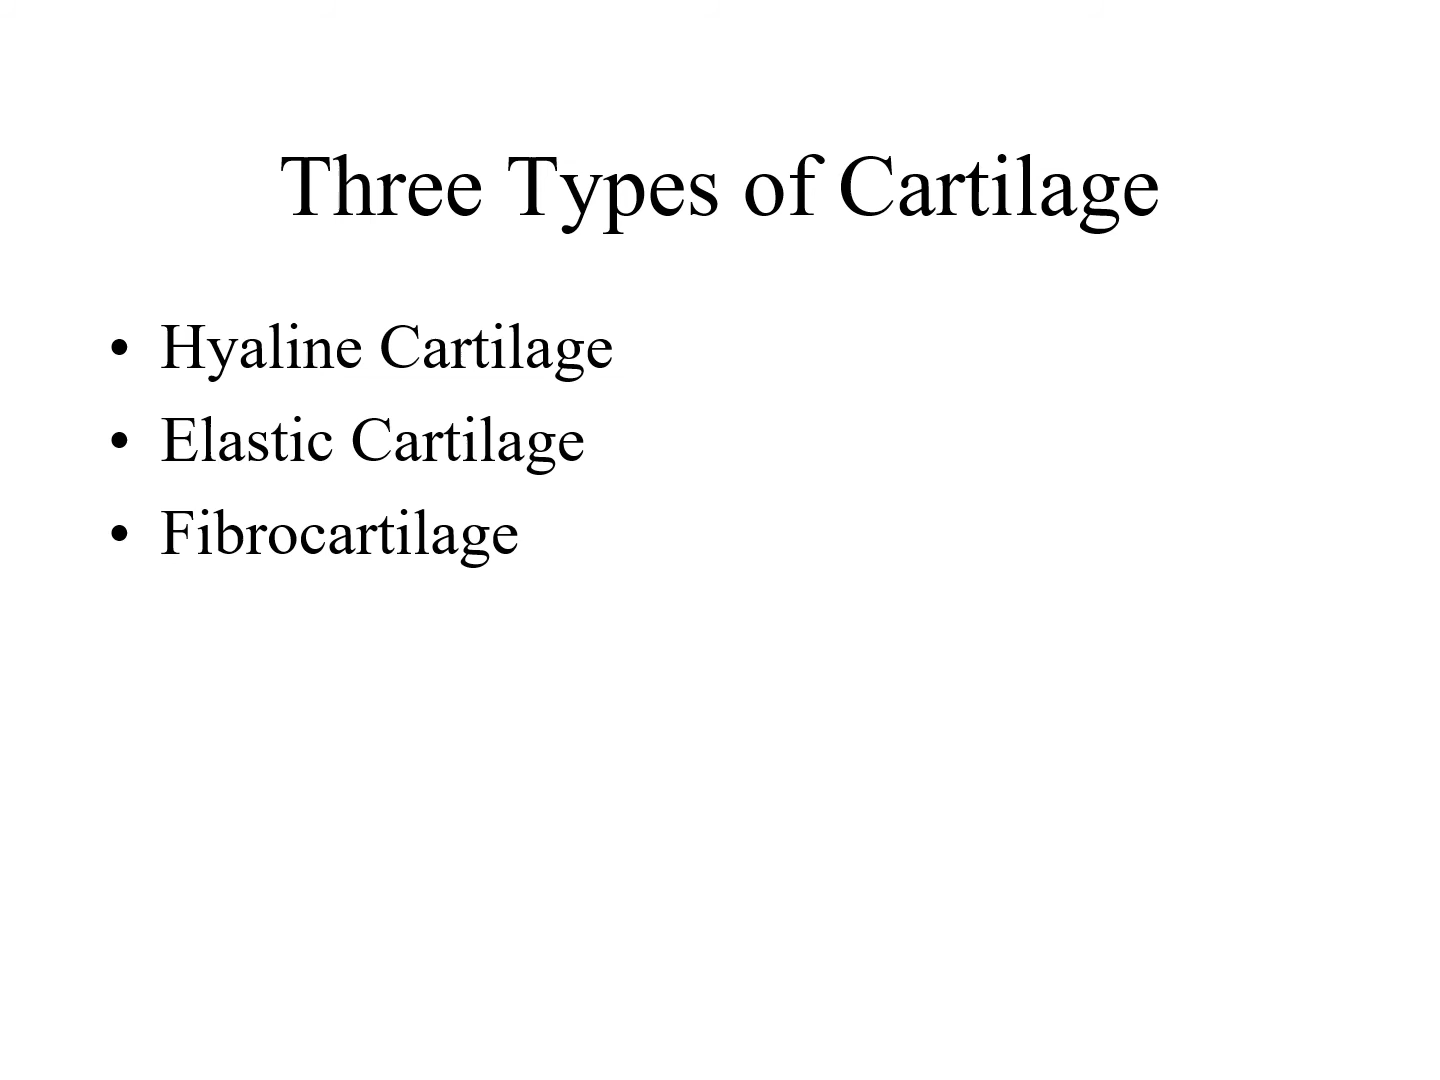 Three Types of Cartilage
• Hyaline Cartilage
• Elastic Cartilage
• Fibrocartilage